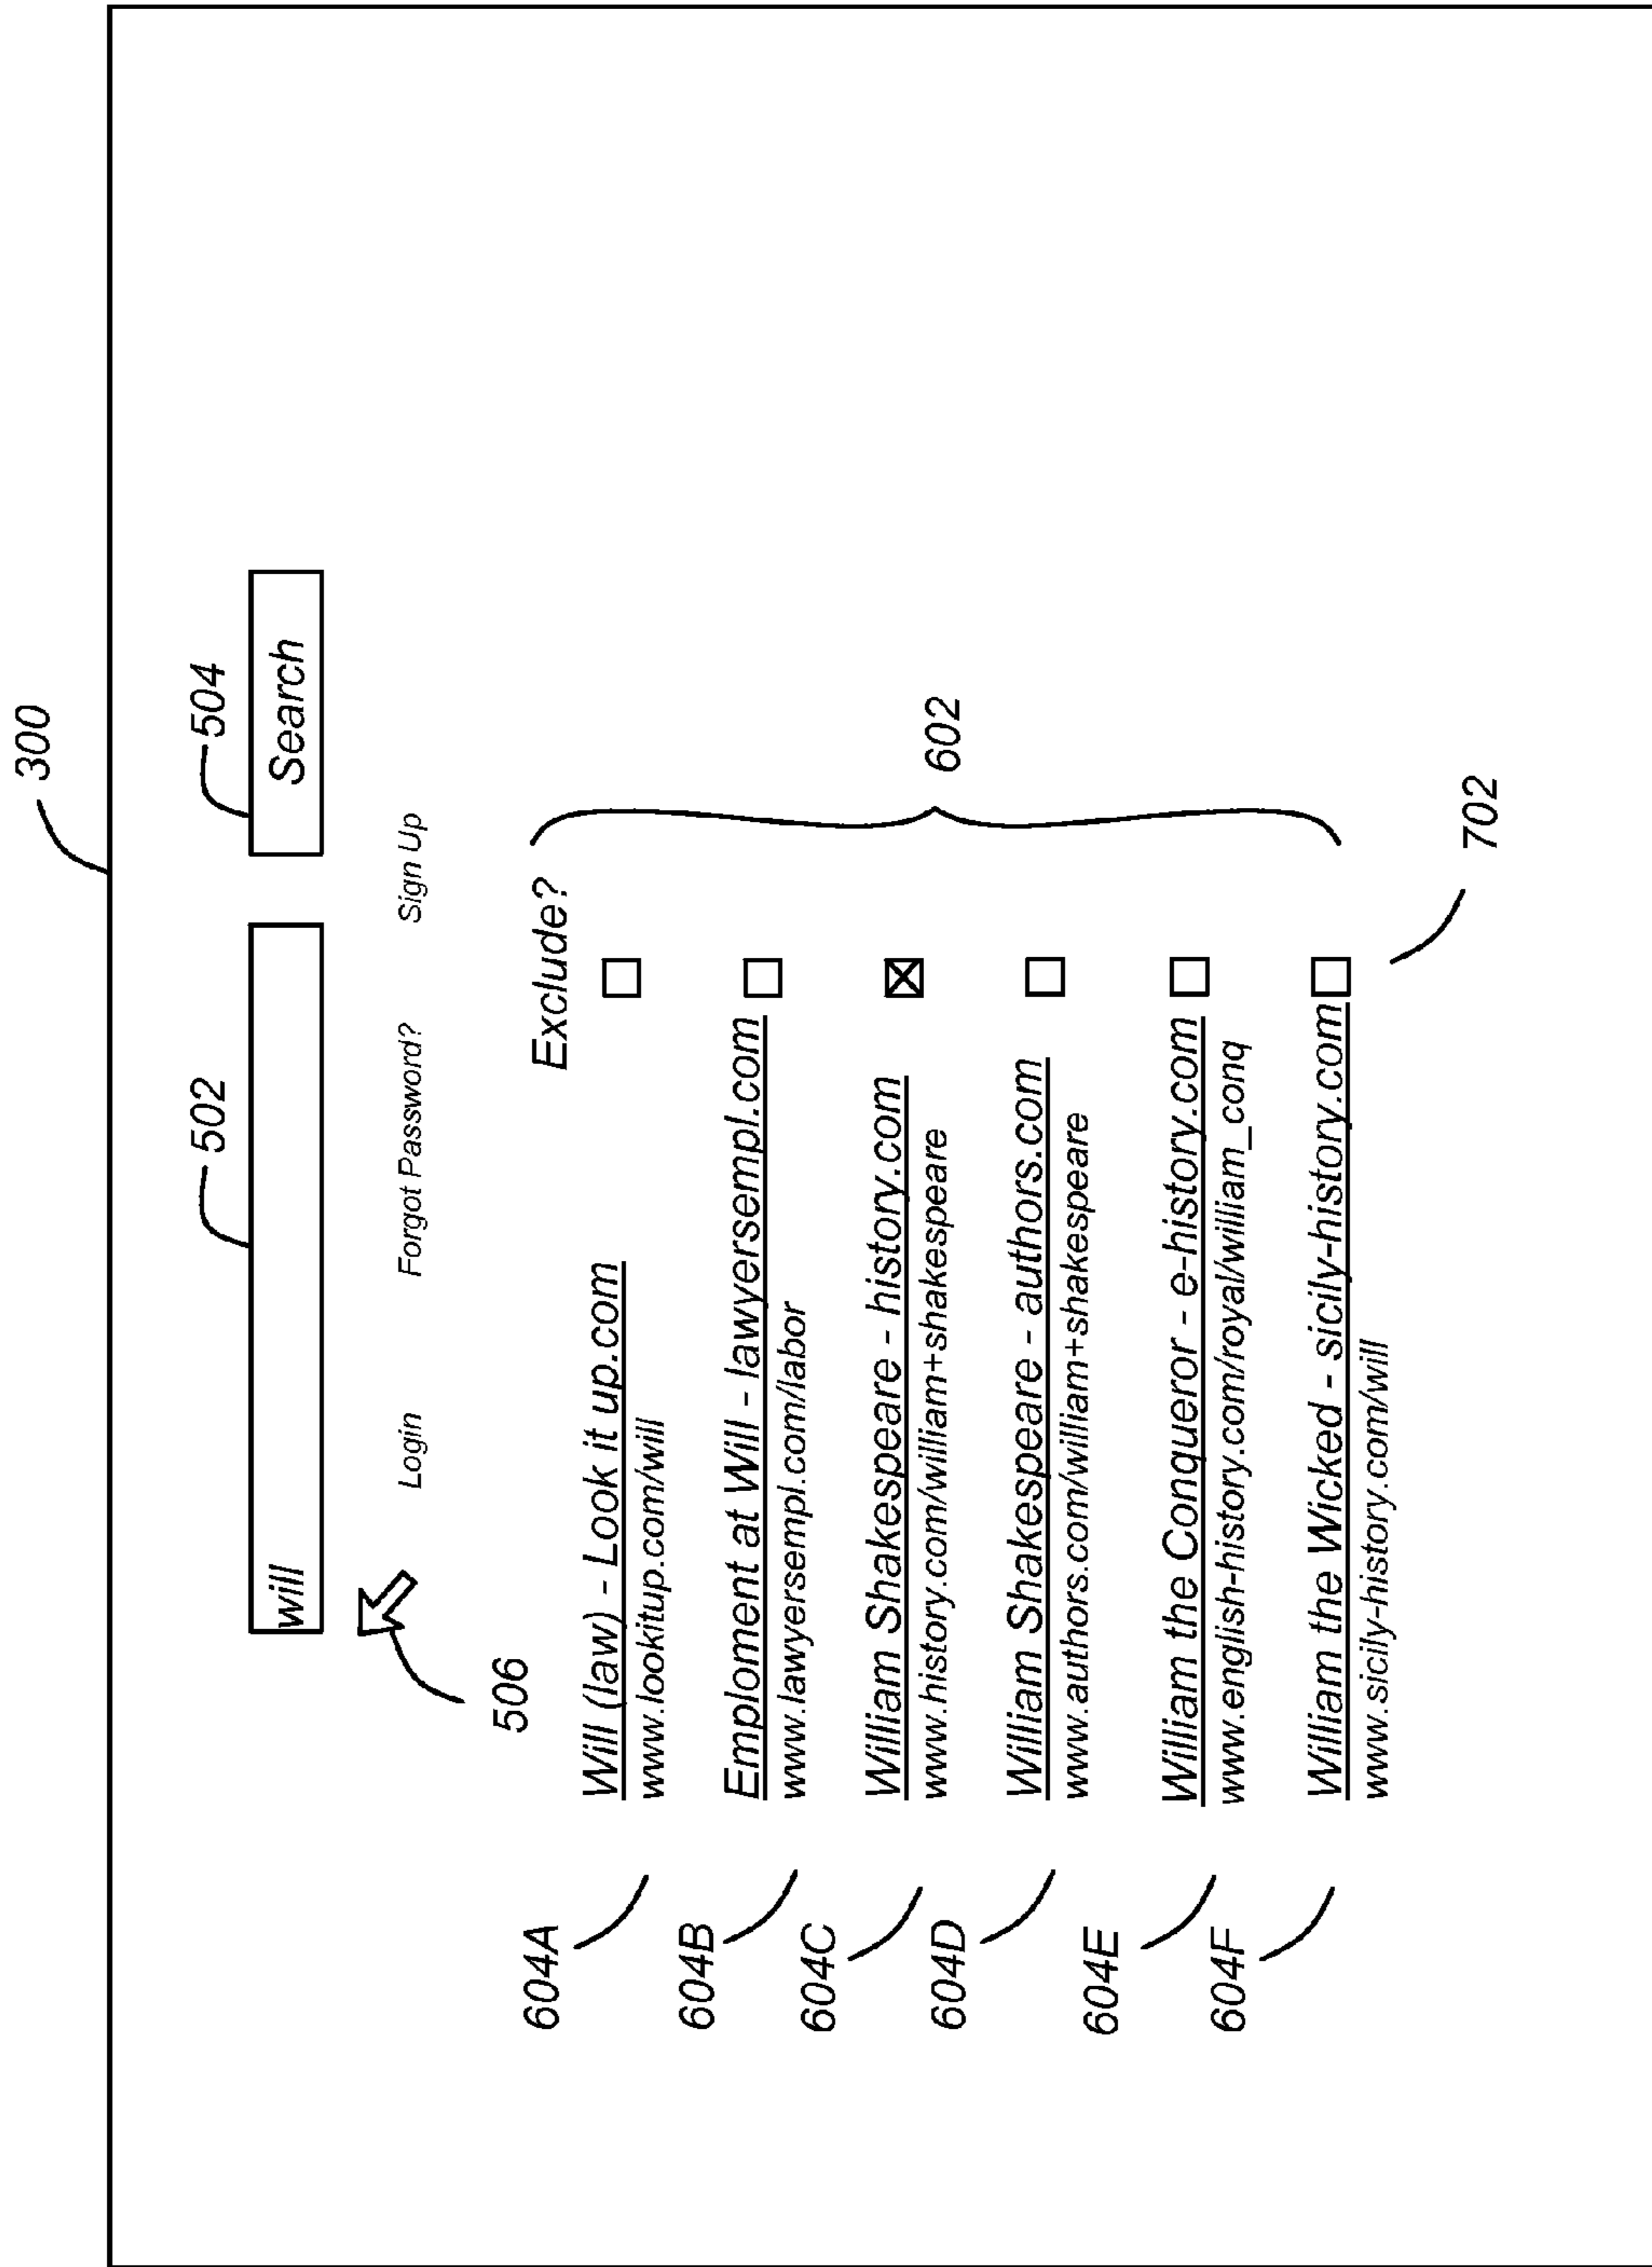 300
502
504
will
Search
506
Login Forgot Password? Sign Up
Exclude?
604A
Will (law) - Look it up.com
www.lookitup.com/will
604B
Emploment at Will - lawyersempl.com
www.lawyersempl.com/labor
604C
William Shakespeare - history.com
www.history.com/william+shakespeare
602
604D
William Shakespeare - authors.com
www.authors.com/william+shakespeare
604E
William the Conqueror - e-history.com
www.english-history.com/royal/william_conq
604F
William the Wicked - sicily-history.com
www.sicily-history.com/will
702